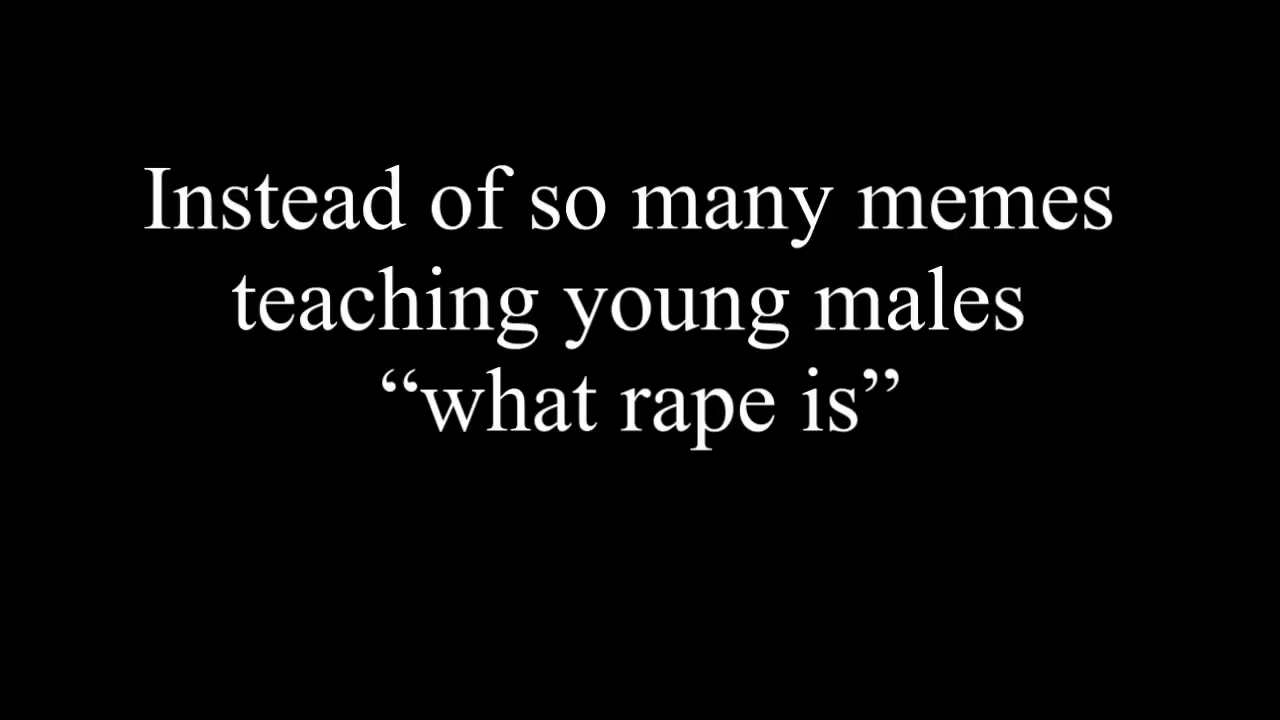 Instead of so many memes
teaching young males
“what rape is”